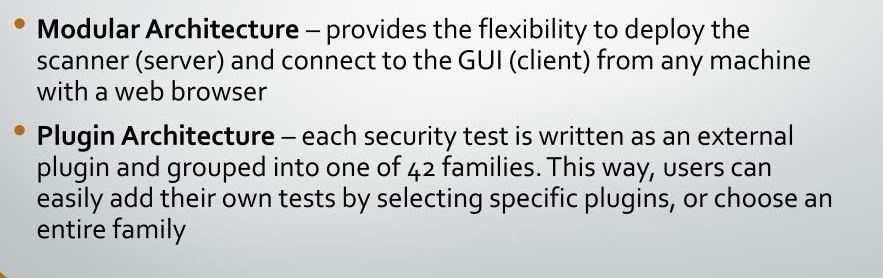 • Modular Architecture – provides the flexibility to deploy the
scanner (server) and connect to the GUI (client) from any machine
with a web browser
• Plugin Architecture – each security test is written as an external
plugin and grouped into one of 42 families. This way, users can
easily add their own tests by selecting specific plugins, or choose an
entire family